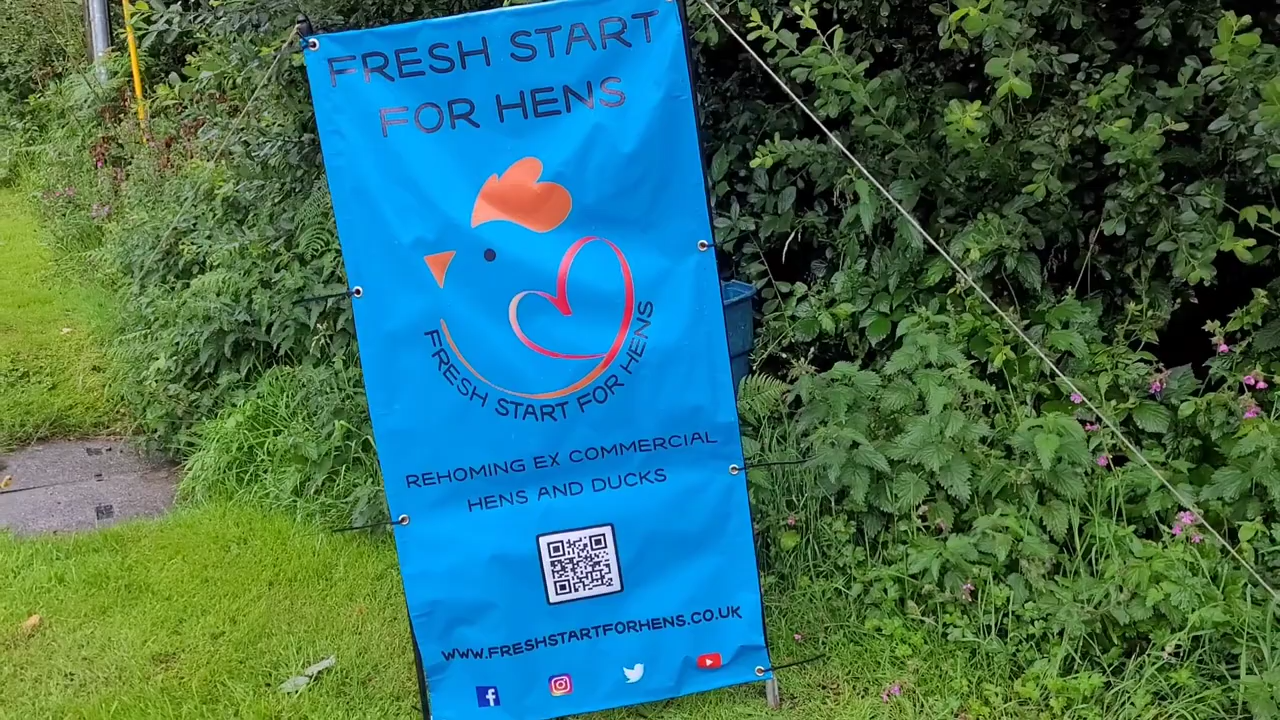 FRESH START
FOR HENS
FRESH START FOR HENS
REHOMING EX COMMERCIAL
HENS AND DUCKS
WWW.FRESHSTARTFORHENS.CO.UK